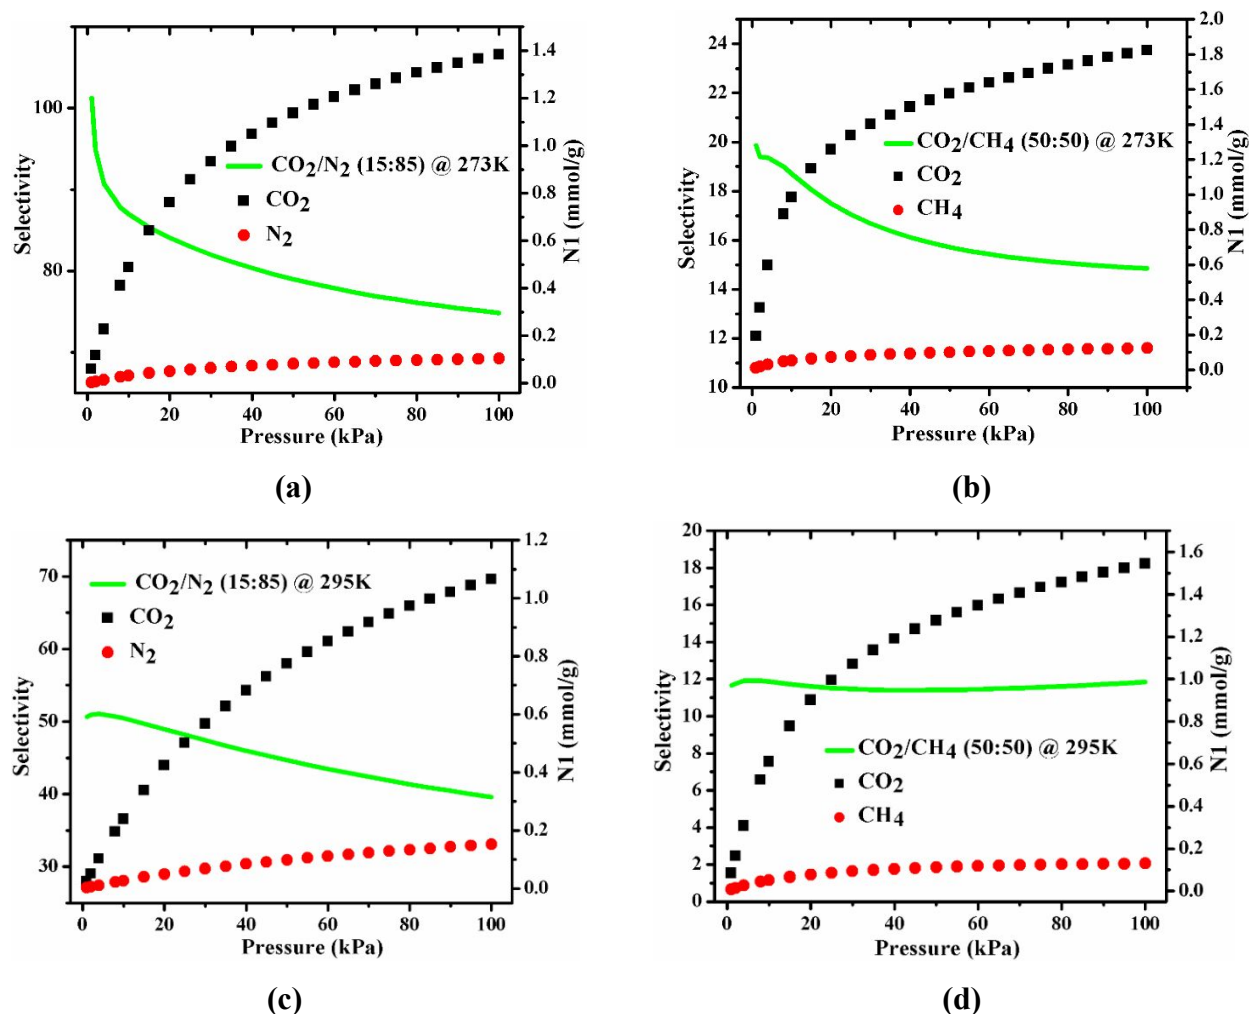 100
80
Selectivity
CO2/N2 (15:85) @ 273K
CO2
N2
1.4
1.2
1.0
0.8
0.6
0.4
0.2
0.0
N1 (mmol/g)
0 20 40 60 80 100
Pressure (kPa)
(a)
24
22
20
18
16
14
12
10
Selectivity
CO2/CH4 (50:50) @ 273K
CO2
CH4
2.0
1.8
1.6
1.4
1.2
1.0
0.8
0.6
0.4
0.2
0.0
N1 (mmol/g)
0 20 40 60 80 100
Pressure (kPa)
(b)
70
60
50
40
30
Selectivity
CO2/N2 (15:85) @ 295K
CO2
N2
1.2
1.0
0.8
0.6
0.4
0.2
0.0
N1 (mmol/g)
0 20 40 60 80 100
Pressure (kPa)
(c)
20
18
16
14
12
10
8
6
4
2
0
Selectivity
CO2/CH4 (50:50) @ 295K
CO2
CH4
1.6
1.4
1.2
1.0
0.8
0.6
0.4
0.2
0.0
N1 (mmol/g)
0 20 40 60 80 100
Pressure (kPa)
(d)